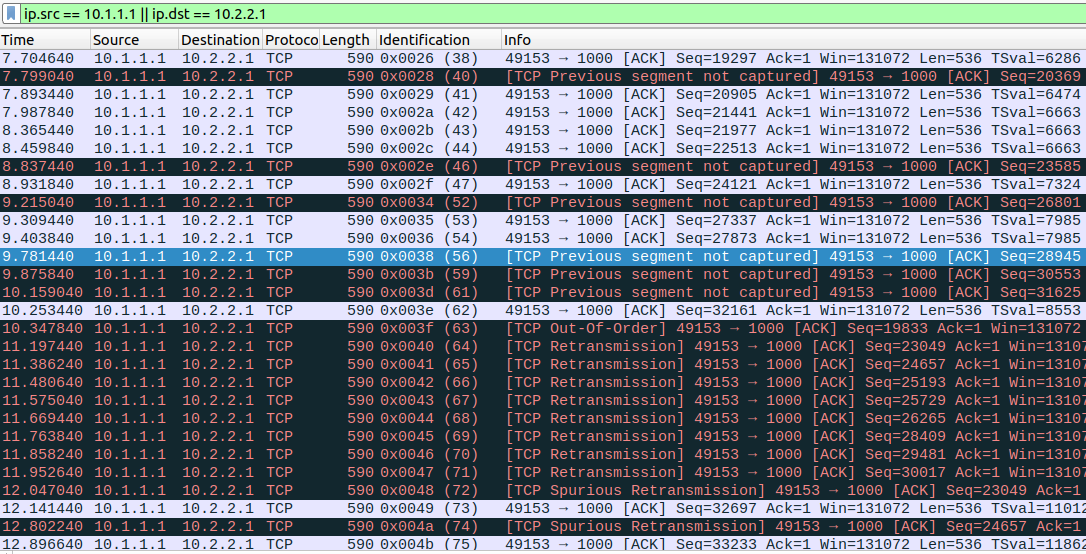 ip.src == 10.1.1.1 || ip.dst == 10.2.2.1
Time Source Destination Protoco Length Identification Info
7.704640 10.1.1.1 10.2.2.1 TCP 590 0x0026 (38) 49153 → 1000 [ACK] Seq=19297 Ack=1 Win=131072 Len=536 TSval=6286
7.799040 10.1.1.1 10.2.2.1 TCP 590 0x0028 (40) [TCP Previous segment not captured] 49153 → 1000 [ACK] Seq=20369
7.893440 10.1.1.1 10.2.2.1 TCP 590 0x0029 (41) 49153 → 1000 [ACK] Seq=20905 Ack=1 Win=131072 Len=536 TSval=6474
7.987840 10.1.1.1 10.2.2.1 TCP 590 0x002a (42) 49153 → 1000 [ACK] Seq=21441 Ack=1 Win=131072 Len=536 TSval=6663
8.365440 10.1.1.1 10.2.2.1 TCP 590 0x002b (43) 49153 → 1000 [ACK] Seq=21977 Ack=1 Win=131072 Len=536 TSval=6663
8.459840 10.1.1.1 10.2.2.1 TCP 590 0x002c (44) 49153 → 1000 [ACK] Seq=22513 Ack=1 Win=131072 Len=536 TSval=6663
8.837440 10.1.1.1 10.2.2.1 TCP 590 0x002e (46) [TCP Previous segment not captured] 49153 → 1000 [ACK] Seq=23585
8.931840 10.1.1.1 10.2.2.1 TCP 590 0x002f (47) 49153 → 1000 [ACK] Seq=24121 Ack=1 Win=131072 Len=536 TSval=7324
9.215040 10.1.1.1 10.2.2.1 TCP 590 0x0034 (52) [TCP Previous segment not captured] 49153 → 1000 [ACK] Seq=26801
9.309440 10.1.1.1 10.2.2.1 TCP 590 0x0035 (53) 49153 → 1000 [ACK] Seq=27337 Ack=1 Win=131072 Len=536 TSval=7985
9.403840 10.1.1.1 10.2.2.1 TCP 590 0x0036 (54) 49153 → 1000 [ACK] Seq=27873 Ack=1 Win=131072 Len=536 TSval=7985
9.781440 10.1.1.1 10.2.2.1 TCP 590 0x0038 (56) [TCP Previous segment not captured] 49153 → 1000 [ACK] Seq=28945
9.875840 10.1.1.1 10.2.2.1 TCP 590 0x003b (59) [TCP Previous segment not captured] 49153 → 1000 [ACK] Seq=30553
10.159040 10.1.1.1 10.2.2.1 TCP 590 0x003d (61) [TCP Previous segment not captured] 49153 → 1000 [ACK] Seq=31625
10.253440 10.1.1.1 10.2.2.1 TCP 590 0x003e (62) 49153 → 1000 [ACK] Seq=32161 Ack=1 Win=131072 Len=536 TSval=8553
10.347840 10.1.1.1 10.2.2.1 TCP 590 0x003f (63) [TCP Out-Of-Order] 49153 → 1000 [ACK] Seq=19833 Ack=1 Win=131072
11.197440 10.1.1.1 10.2.2.1 TCP 590 0x0040 (64) [TCP Retransmission] 49153 → 1000 [ACK] Seq=23049 Ack=1 Win=13107
11.386240 10.1.1.1 10.2.2.1 TCP 590 0x0041 (65) [TCP Retransmission] 49153 → 1000 [ACK] Seq=24657 Ack=1 Win=13107
11.480640 10.1.1.1 10.2.2.1 TCP 590 0x0042 (66) [TCP Retransmission] 49153 → 1000 [ACK] Seq=25193 Ack=1 Win=13107
11.575040 10.1.1.1 10.2.2.1 TCP 590 0x0043 (67) [TCP Retransmission] 49153 → 1000 [ACK] Seq=25729 Ack=1 Win=13107
11.669440 10.1.1.1 10.2.2.1 TCP 590 0x0044 (68) [TCP Retransmission] 49153 → 1000 [ACK] Seq=26265 Ack=1 Win=13107
11.763840 10.1.1.1 10.2.2.1 TCP 590 0x0045 (69) [TCP Retransmission] 49153 → 1000 [ACK] Seq=28409 Ack=1 Win=13107
11.858240 10.1.1.1 10.2.2.1 TCP 590 0x0046 (70) [TCP Retransmission] 49153 → 1000 [ACK] Seq=29481 Ack=1 Win=13107
11.952640 10.1.1.1 10.2.2.1 TCP 590 0x0047 (71) [TCP Retransmission] 49153 → 1000 [ACK] Seq=30017 Ack=1 Win=13107
12.047040 10.1.1.1 10.2.2.1 TCP 590 0x0048 (72) [TCP Spurious Retransmission] 49153 → 1000 [ACK] Seq=23049 Ack=1
12.141440 10.1.1.1 10.2.2.1 TCP 590 0x0049 (73) 49153 → 1000 [ACK] Seq=32697 Ack=1 Win=131072 Len=536 TSval=11012
12.802240 10.1.1.1 10.2.2.1 TCP 590 0x004a (74) [TCP Spurious Retransmission] 49153 → 1000 [ACK] Seq=24657 Ack=1
12.896640 10.1.1.1 10.2.2.1 TCP 590 0x004b (75) 49153 → 1000 [ACK] Seq=33233 Ack=1 Win=131072 Len=536 TSval=11862